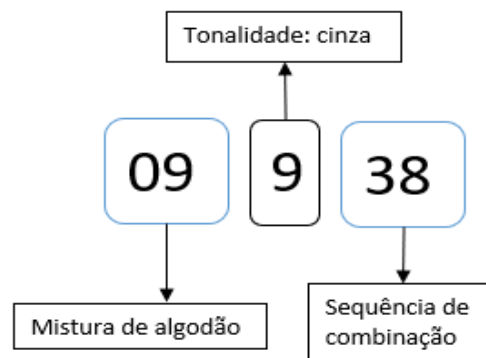 Tonalidade: cinza
09 9 38
Mistura de algodão
Sequência de
combinação